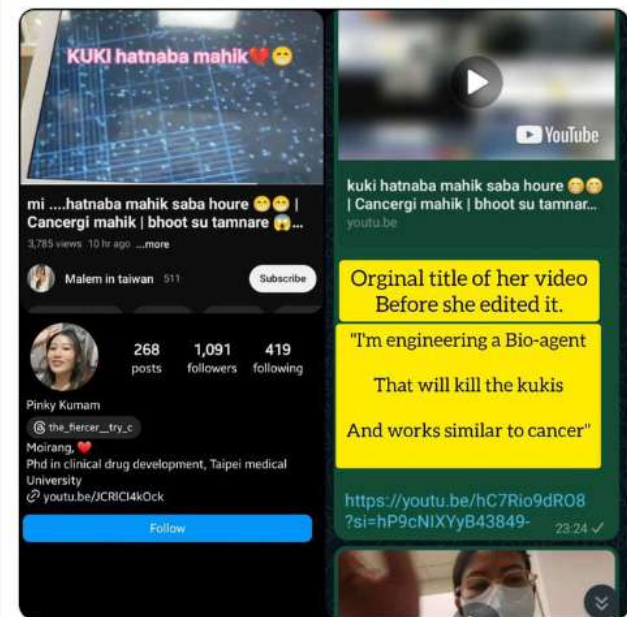 KUKI hatnaba mahik❤️😁
mi ....hatnaba mahik saba houre 😁😁 |
Cancergi mahik | bhoot su tamnare 😱...
3,785 views 10 hr ago ...more
Malem in taiwan 511
Subscribe
268 1,091 419
posts followers following
Pinky Kumam
the_fiercer__try_c
Moirang, ❤️
Phd in clinical drug development, Taipei medical
University
youtu.be/JCRICI4kOck
Follow
YouTube
kuki hatnaba mahik saba houre 😁😁
| Cancergi mahik | bhoot su tamnar...
youtu.be
Orginal title of her video
Before she edited it.
"I'm engineering a Bio-agent
That will kill the kukis
And works similar to cancer"
https://youtu.be/hC7Rio9dRO8
?si=hP9cNIXYyB43849-
23:24